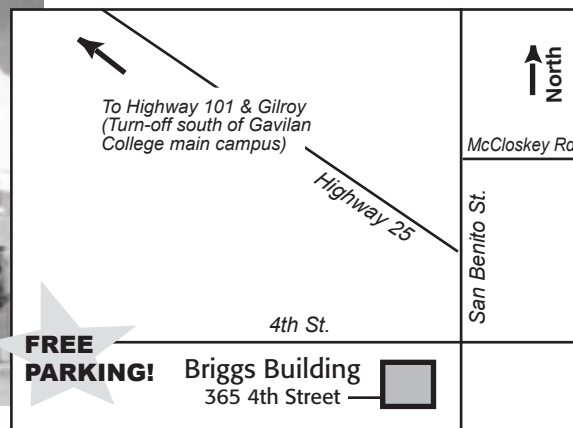 North
To Highway 101 & Gilroy
(Turn-off south of Gavilan
College main campus)
McCloskey Rd
Highway 25
San Benito St.
4th St.
FREE
PARKING!
Briggs Building
365 4th Street